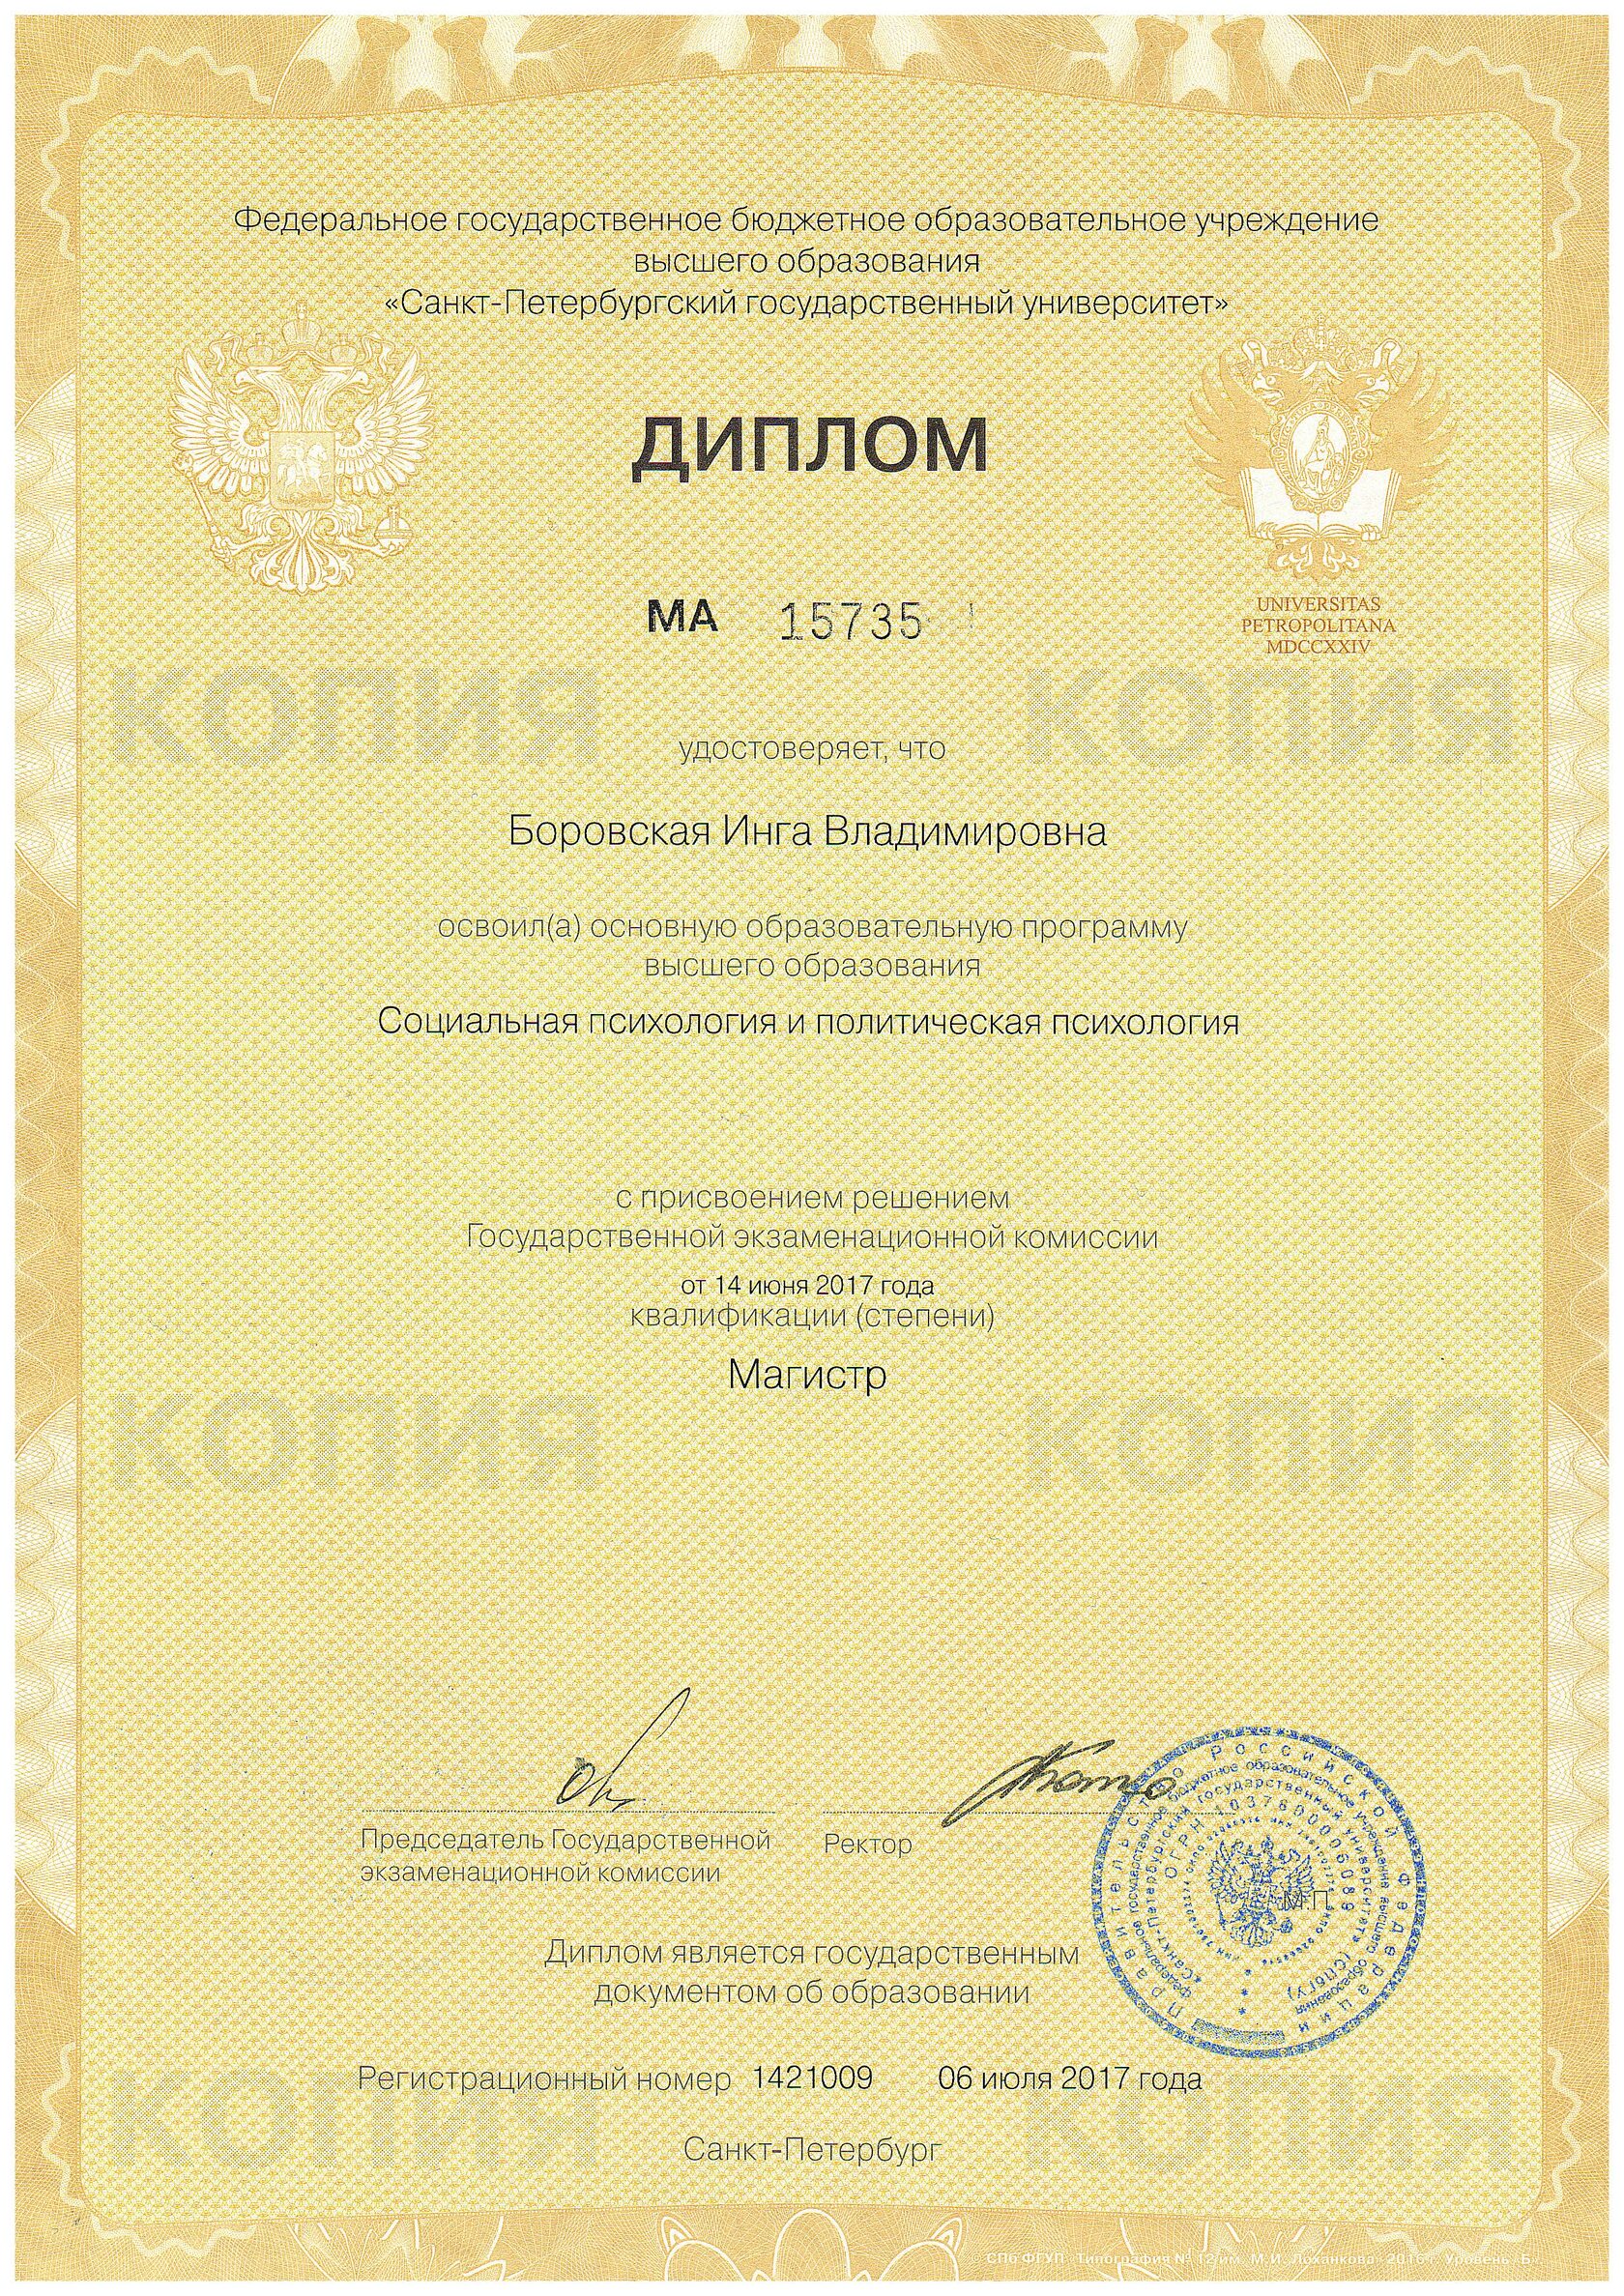 Федеральное государственное бюджетное образовательное учреждение
высшего образования
«Санкт-Петербургский государственный университет»
ДИПЛОМ
МА 15735
UNIVERSITAS
PETROPOLITANA
MDCCXXIV
КОПИЯ КОПИЯ
удостоверяет, что
Боровская Инга Владимировна
освоил(а) основную образовательную программу
высшего образования
Социальная психология и политическая психология
с присвоением решением
Государственной экзаменационной комиссии
от 14 июня 2017 года
квалификации (степени)
Магистр
КОПИЯ КОПИЯ
Председатель Государственной
экзаменационной комиссии
Ректор
М.П.
Правительство Российской Федерации
Федеральное государственное бюджетное образовательное учреждение высшего образования
«Санкт-Петербургский государственный университет» (СПбГУ)
ОГРН 1037800006089
Диплом является государственным
документом об образовании
Регистрационный номер 1421009 06 июля 2017 года
КОПИЯ КОПИЯ
Санкт-Петербург
СПб ФГУП Типография № 12 им. М.И. Лоханкова 2016 г. Уровень «Б»